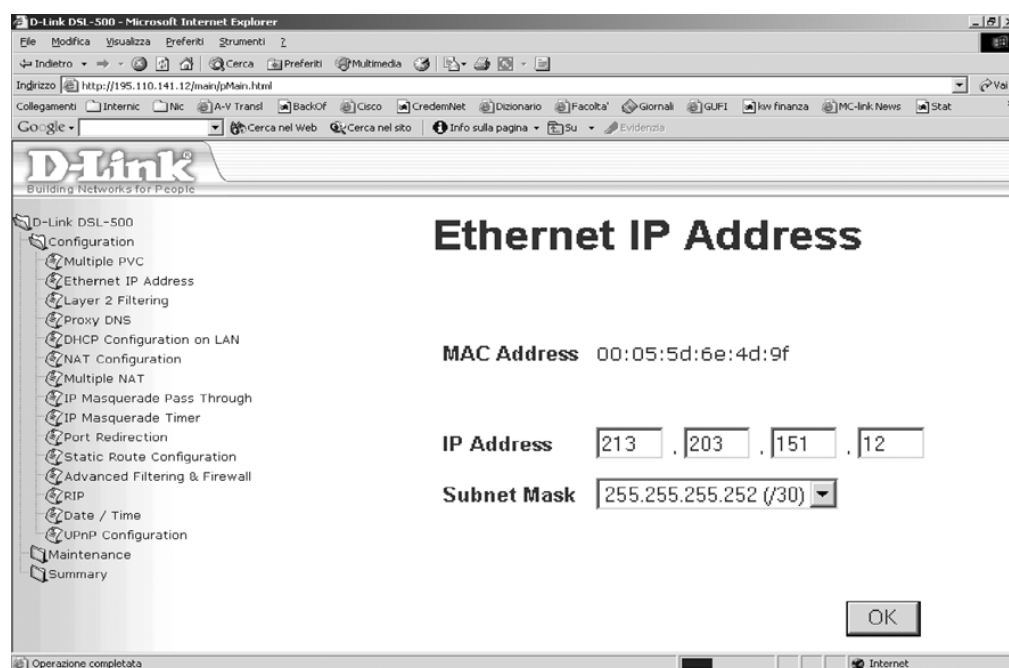 D-Link DSL-500 - Microsoft Internet Explorer
File Modifica Visualizza Preferiti Strumenti ?
Indietro Cerca Preferiti Multimedia
Indirizzo http://195.110.141.12/main/pMain.html Vai
Collegamenti Internic Nic A-V Transl BackOf Cisco CredemNet Dizionario Facolta' Giornali GUFI kw finanza MC-link News Stat
Google Cerca nel Web Cerca nel sito Info sulla pagina Su Evidenzia
D-Link®
Building Networks for People
D-Link DSL-500
Configuration
Multiple PVC
Ethernet IP Address
Layer 2 Filtering
Proxy DNS
DHCP Configuration on LAN
NAT Configuration
Multiple NAT
IP Masquerade Pass Through
IP Masquerade Timer
Port Redirection
Static Route Configuration
Advanced Filtering & Firewall
RIP
Date / Time
UPnP Configuration
Maintenance
Summary
Ethernet IP Address
MAC Address 00:05:5d:6e:4d:9f
IP Address 213 . 203 . 151 . 12
Subnet Mask 255.255.255.252 (/30)
OK
Operazione completata Internet